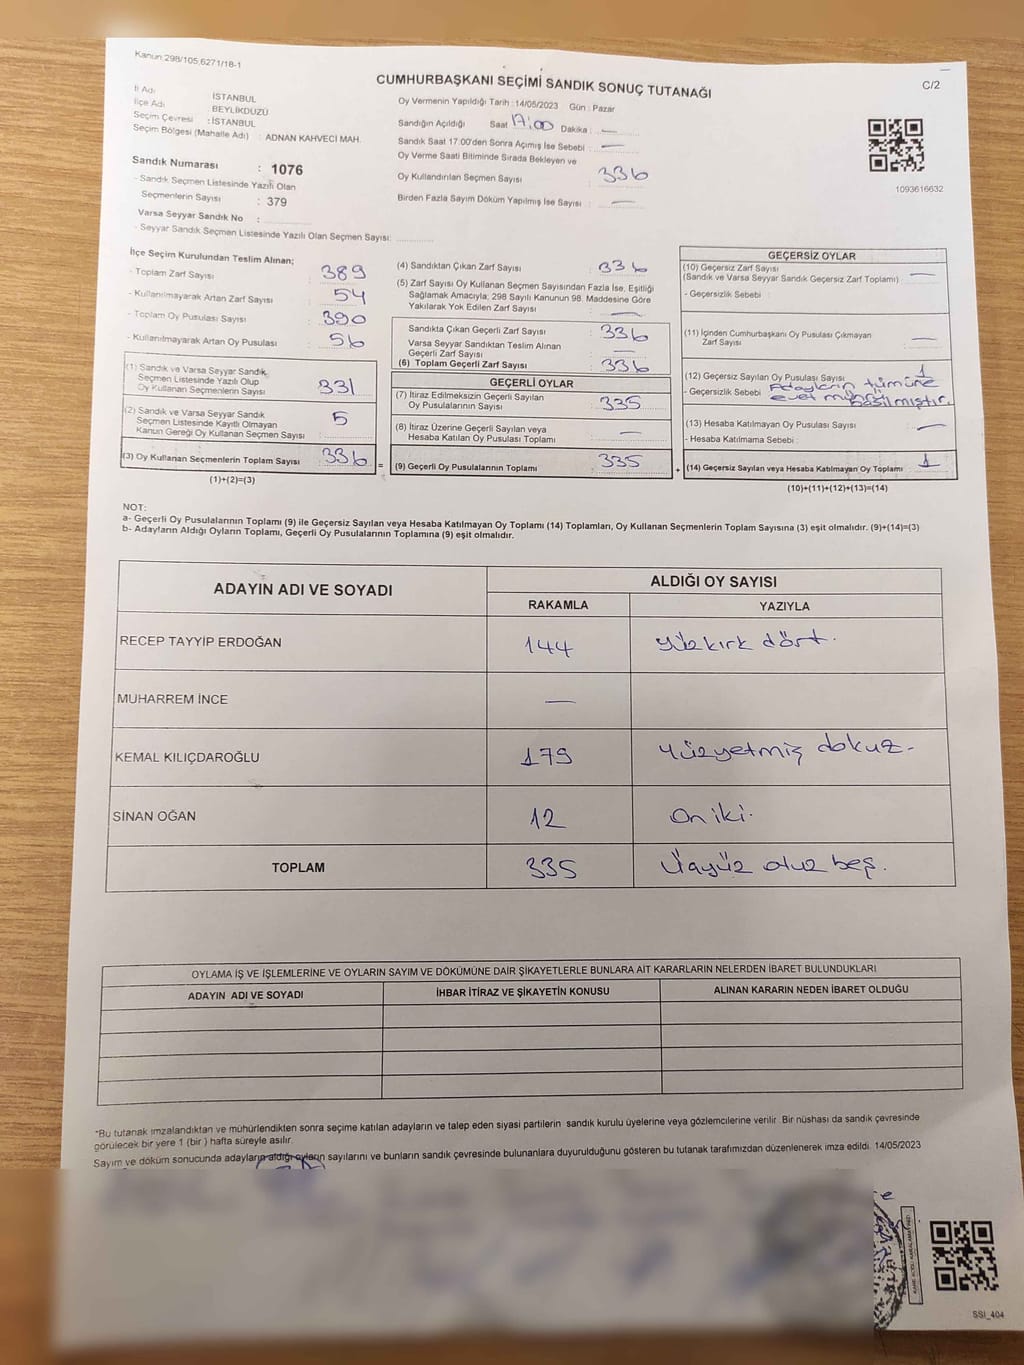 Kanun:298/105,6271/18-1
CUMHURBAŞKANI SEÇİMİ SANDIK SONUÇ TUTANAĞI
C/2
İl Adı : İSTANBUL
İlçe Adı : BEYLİKDÜZÜ
Seçim Çevresi : İSTANBUL
Seçim Bölgesi (Mahalle Adı) : ADNAN KAHVECİ MAH.
Sandık Numarası : 1076
- Sandık Seçmen Listesinde Yazılı Olan
Seçmenlerin Sayısı : 379
Varsa Seyyar Sandık No :
- Seyyar Sandık Seçmen Listesinde Yazılı Olan Seçmen Sayısı:
Oy Vermenin Yapıldığı Tarih : 14/05/2023 Gün : Pazar
Sandığın Açıldığı Saat 17:00 Dakika : —
Sandık Saat 17:00'den Sonra Açımış İse Sebebi : —
Oy Verme Saati Bitiminde Sırada Bekleyen ve
Oy Kullandırılan Seçmen Sayısı : 336
Birden Fazla Sayım Döküm Yapılmış İse Sayısı : —
1093616632
İlçe Seçim Kurulundan Teslim Alınan;
- Toplam Zarf Sayısı : 389
- Kullanılmayarak Artan Zarf Sayısı : 54
- Toplam Oy Pusulası Sayısı : 390
- Kullanılmayarak Artan Oy Pusulası : 56
(1) Sandık ve Varsa Seyyar Sandık
Seçmen Listesinde Yazılı Olup
Oy Kullanan Seçmenlerin Sayısı : 331
(2) Sandık ve Varsa Seyyar Sandık
Seçmen Listesinde Kayıtlı Olmayan
Kanun Gereği Oy Kullanan Seçmen Sayısı : 5
(3) Oy Kullanan Seçmenlerin Toplam Sayısı : 336
(1)+(2)=(3)
=
(4) Sandıktan Çıkan Zarf Sayısı : 336
(5) Zarf Sayısı Oy Kullanan Seçmen Sayısından Fazla İse, Eşitliği
Sağlamak Amacıyla; 298 Sayılı Kanunun 98. Maddesine Göre
Yakılarak Yok Edilen Zarf Sayısı : —
Sandıkta Çıkan Geçerli Zarf Sayısı : 336
Varsa Seyyar Sandıktan Teslim Alınan
Geçerli Zarf Sayısı : —
(6) Toplam Geçerli Zarf Sayısı : 336
GEÇERLİ OYLAR
(7) İtiraz Edilmeksizin Geçerli Sayılan
Oy Pusulalarının Sayısı : 335
(8) İtiraz Üzerine Geçerli Sayılan veya
Hesaba Katılan Oy Pusulası Toplamı : —
(9) Geçerli Oy Pusulalarının Toplamı : 335
+
GEÇERSİZ OYLAR
(10) Geçersiz Zarf Sayısı
(Sandık ve Varsa Seyyar Sandık Geçersiz Zarf Toplamı) : —
- Geçersizlik Sebebi :
(11) İçinden Cumhurbaşkanı Oy Pusulası Çıkmayan
Zarf Sayısı : —
(12) Geçersiz Sayılan Oy Pusulası Sayısı : 1
- Geçersizlik Sebebi : Adayların tümüne
evet mührü basılmıştır.
(13) Hesaba Katılmayan Oy Pusulası Sayısı : —
- Hesaba Katılmama Sebebi :
(14) Geçersiz Sayılan veya Hesaba Katılmayan Oy Toplamı : 1
(10)+(11)+(12)+(13)=(14)
NOT:
a- Geçerli Oy Pusulalarının Toplamı (9) ile Geçersiz Sayılan veya Hesaba Katılmayan Oy Toplamı (14) Toplamları, Oy Kullanan Seçmenlerin Toplam Sayısına (3) eşit olmalıdır. (9)+(14)=(3)
b- Adayların Aldığı Oyların Toplamı, Geçerli Oy Pusulalarının Toplamına (9) eşit olmalıdır.
ADAYIN ADI VE SOYADI
ALDIĞI OY SAYISI
RAKAMLA YAZIYLA
RECEP TAYYİP ERDOĞAN 144 yüzkırk dört.
MUHARREM İNCE —
KEMAL KILIÇDAROĞLU 179 yüzyetmiş dokuz-
SİNAN OĞAN 12 on iki.
TOPLAM 335 Üçyüz otuz beş.
OYLAMA İŞ VE İŞLEMLERİNE VE OYLARIN SAYIM VE DÖKÜMÜNE DAİR ŞİKAYETLERLE BUNLARA AİT KARARLARIN NELERDEN İBARET BULUNDUKLARI
ADAYIN ADI VE SOYADI İHBAR İTİRAZ VE ŞİKAYETİN KONUSU ALINAN KARARIN NEDEN İBARET OLDUĞU
"Bu tutanak imzalandıktan ve mühürlendikten sonra seçime katılan adayların ve talep eden siyasi partilerin sandık kurulu üyelerine veya gözlemcilerine verilir. Bir nüshası da sandık çevresinde
görülecek bir yere 1 (bir ) hafta süreyle asılır.
Sayım ve döküm sonucunda adayların aldığı oyların sayılarını ve bunların sandık çevresinde bulunanlara duyurulduğunu gösteren bu tutanak tarafımızdan düzenlenerek imza edildi. 14/05/2023
SSI_404